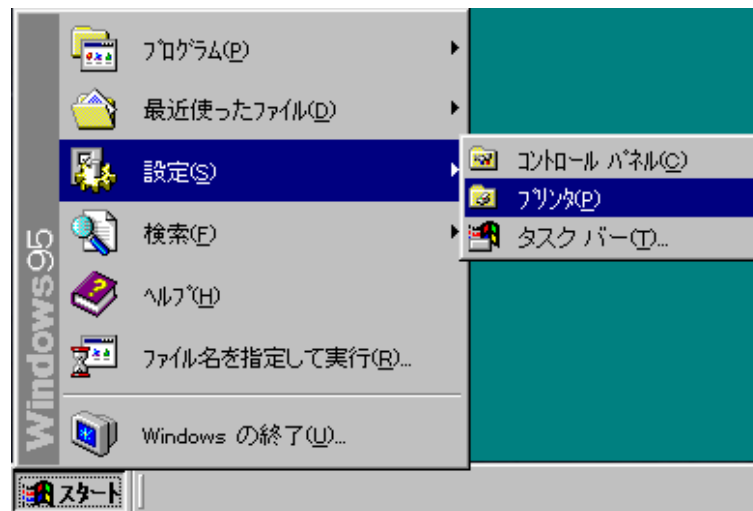 ﾌﾟﾛｸﾞﾗﾑ(P)
最近使ったﾌｧｲﾙ(D)
設定(S)
検索(F)
ﾍﾙﾌﾟ(H)
ﾌｧｲﾙ名を指定して実行(R)...
Windows の終了(U)...
ｺﾝﾄﾛｰﾙ ﾊﾟﾈﾙ(C)
ﾌﾟﾘﾝﾀ(P)
タスク バー(T)...
Windows95
スタート